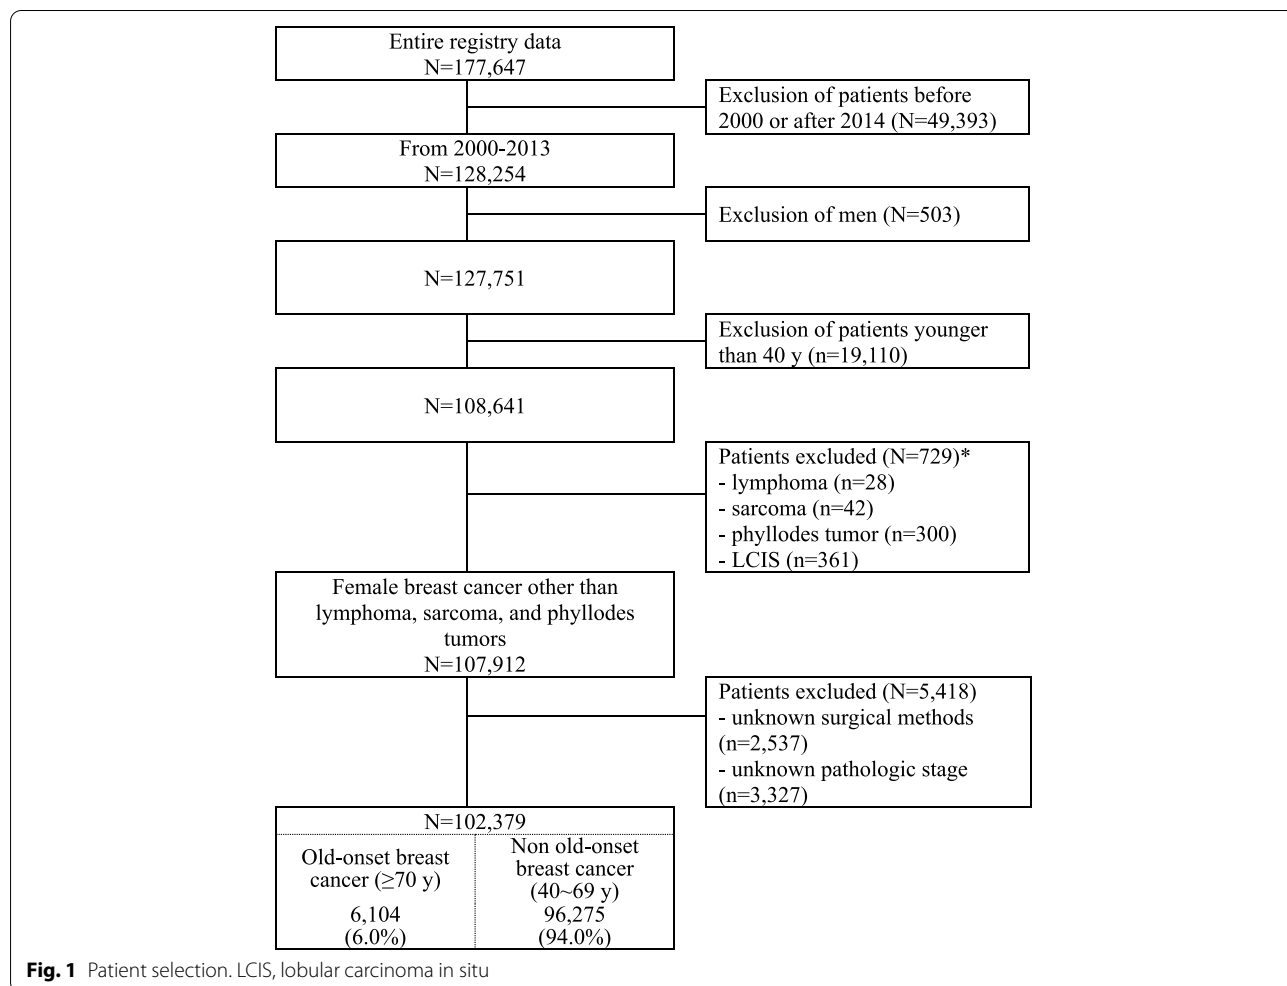 Entire registry data
N=177,647
Exclusion of patients before
2000 or after 2014 (N=49,393)
From 2000-2013
N=128,254
Exclusion of men (N=503)
N=127,751
Exclusion of patients younger
than 40 y (n=19,110)
N=108,641
Patients excluded (N=729)*
- lymphoma (n=28)
- sarcoma (n=42)
- phyllodes tumor (n=300)
- LCIS (n=361)
Female breast cancer other than
lymphoma, sarcoma, and phyllodes
tumors
N=107,912
Patients excluded (N=5,418)
- unknown surgical methods
(n=2,537)
- unknown pathologic stage
(n=3,327)
N=102,379
Old-onset breast
cancer (≥70 y)
6,104
(6.0%)
Non old-onset
breast cancer
(40~69 y)
96,275
(94.0%)
Fig. 1 Patient selection. LCIS, lobular carcinoma in situ